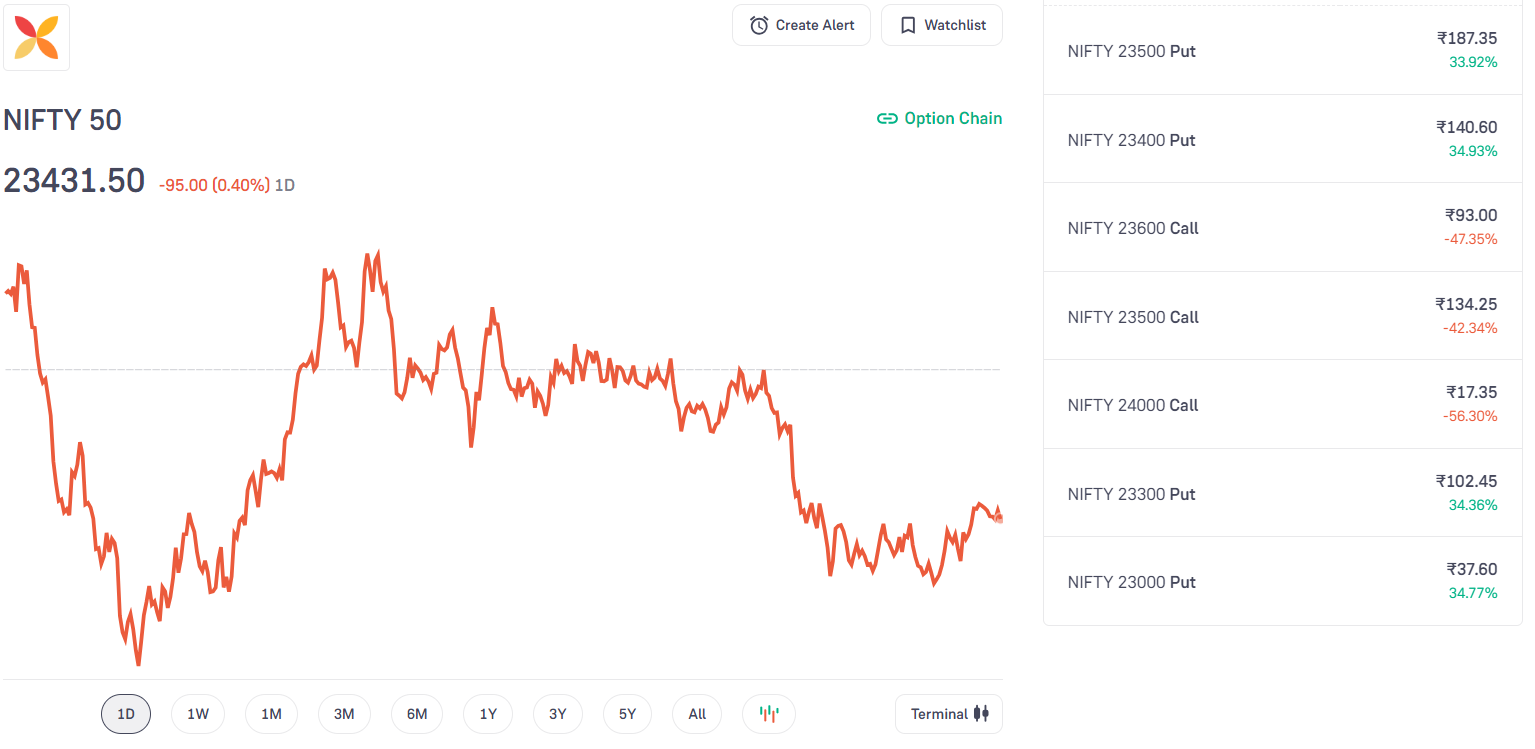 Create Alert
Watchlist
NIFTY 50
Option Chain
23431.50 -95.00 (0.40%) 1D
1D 1W 1M 3M 6M 1Y 3Y 5Y All
Terminal
NIFTY 23500 Put ₹187.35
33.92%
NIFTY 23400 Put ₹140.60
34.93%
NIFTY 23600 Call ₹93.00
-47.35%
NIFTY 23500 Call ₹134.25
-42.34%
NIFTY 24000 Call ₹17.35
-56.30%
NIFTY 23300 Put ₹102.45
34.36%
NIFTY 23000 Put ₹37.60
34.77%